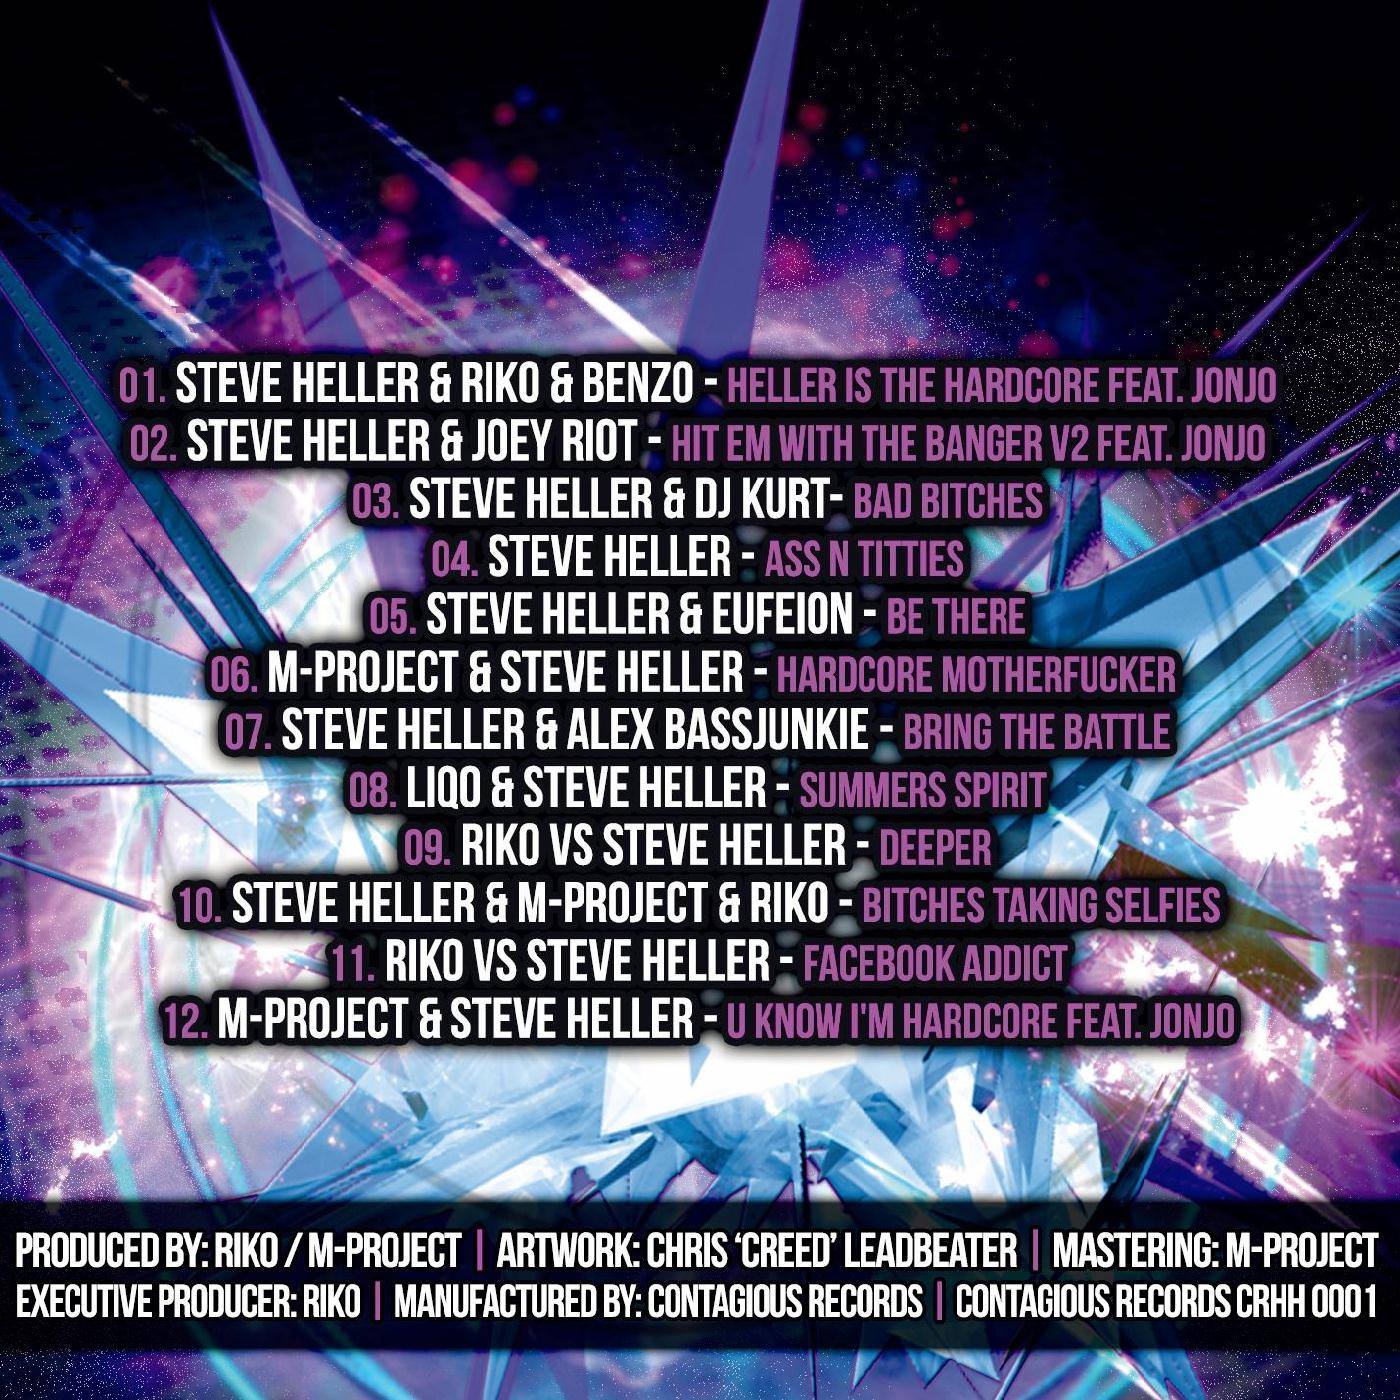 01. STEVE HELLER & RIKO & BENZO - HELLER IS THE HARDCORE FEAT. JONJO
02. STEVE HELLER & JOEY RIOT - HIT EM WITH THE BANGER V2 FEAT. JONJO
03. STEVE HELLER & DJ KURT- BAD BITCHES
04. STEVE HELLER - ASS N TITTIES
05. STEVE HELLER & EUFEION - BE THERE
06. M-PROJECT & STEVE HELLER - HARDCORE MOTHERFUCKER
07. STEVE HELLER & ALEX BASSJUNKIE - BRING THE BATTLE
08. LIQO & STEVE HELLER - SUMMERS SPIRIT
09. RIKO VS STEVE HELLER - DEEPER
10. STEVE HELLER & M-PROJECT & RIKO - BITCHES TAKING SELFIES
11. RIKO VS STEVE HELLER - FACEBOOK ADDICT
12. M-PROJECT & STEVE HELLER - U KNOW I'M HARDCORE FEAT. JONJO
PRODUCED BY: RIKO / M-PROJECT | ARTWORK: CHRIS ‘CREED’ LEADBEATER | MASTERING: M-PROJECT
EXECUTIVE PRODUCER: RIKO | MANUFACTURED BY: CONTAGIOUS RECORDS | CONTAGIOUS RECORDS CRHH 0001